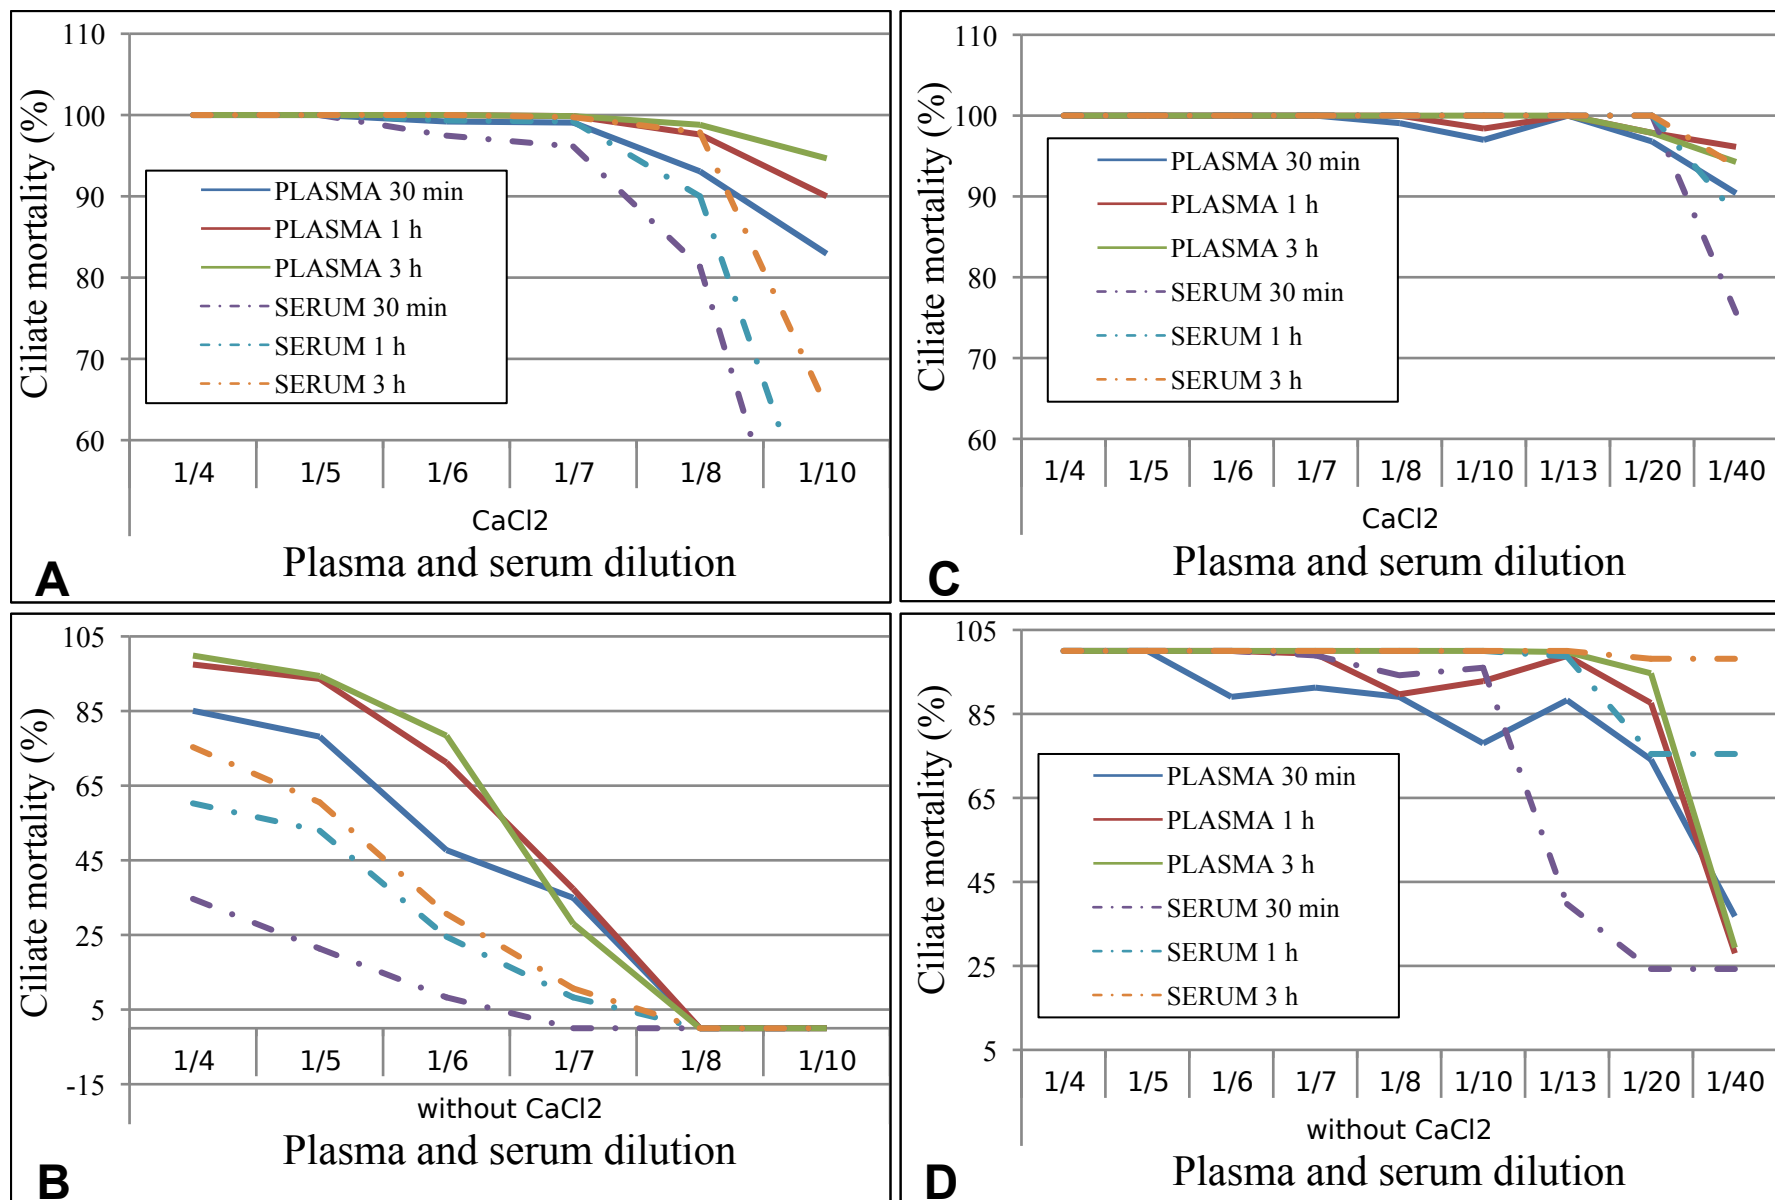 110
100
90
80
70
60
Ciliate mortality (%)
PLASMA 30 min
PLASMA 1 h
PLASMA 3 h
SERUM 30 min
SERUM 1 h
SERUM 3 h
1/4 1/5 1/6 1/7 1/8 1/10
CaCl2
Plasma and serum dilution
A
110
100
90
80
70
60
Ciliate mortality (%)
PLASMA 30 min
PLASMA 1 h
PLASMA 3 h
SERUM 30 min
SERUM 1 h
SERUM 3 h
1/4 1/5 1/6 1/7 1/8 1/10 1/13 1/20 1/40
CaCl2
Plasma and serum dilution
C
105
85
65
45
25
5
-15
Ciliate mortality (%)
1/4 1/5 1/6 1/7 1/8 1/10
without CaCl2
Plasma and serum dilution
B
105
85
65
45
25
5
Ciliate mortality (%)
PLASMA 30 min
PLASMA 1 h
PLASMA 3 h
SERUM 30 min
SERUM 1 h
SERUM 3 h
1/4 1/5 1/6 1/7 1/8 1/10 1/13 1/20 1/40
without CaCl2
Plasma and serum dilution
D